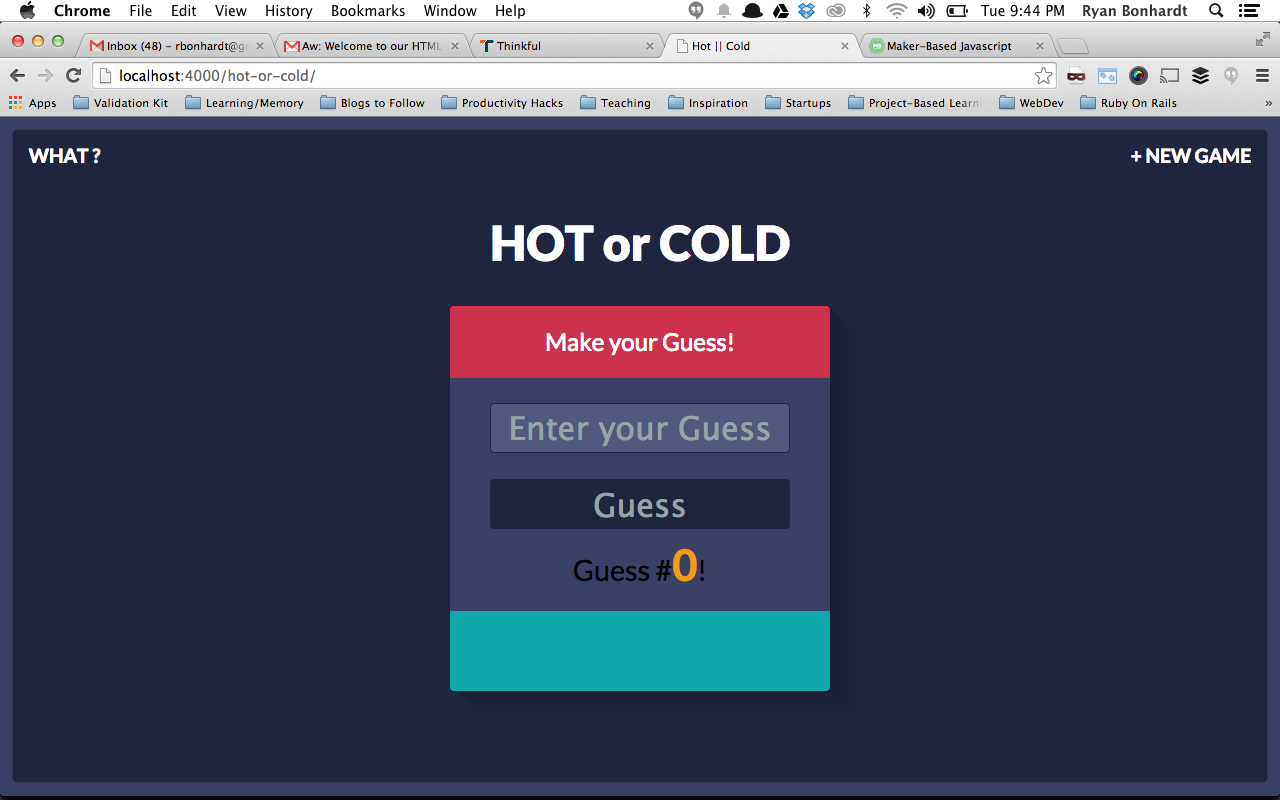 Chrome File Edit View History Bookmarks Window Help Tue 9:44 PM Ryan Bonhardt
Inbox (48) – rbonhardt@gr Aw: Welcome to our HTML Thinkful Hot || Cold Maker-Based Javascript
localhost:4000/hot-or-cold/
Apps Validation Kit Learning/Memory Blogs to Follow Productivity Hacks Teaching Inspiration Startups Project-Based Learn WebDev Ruby On Rails »
WHAT ? + NEW GAME
HOT or COLD
Make your Guess!
Enter your Guess
Guess
Guess #0!